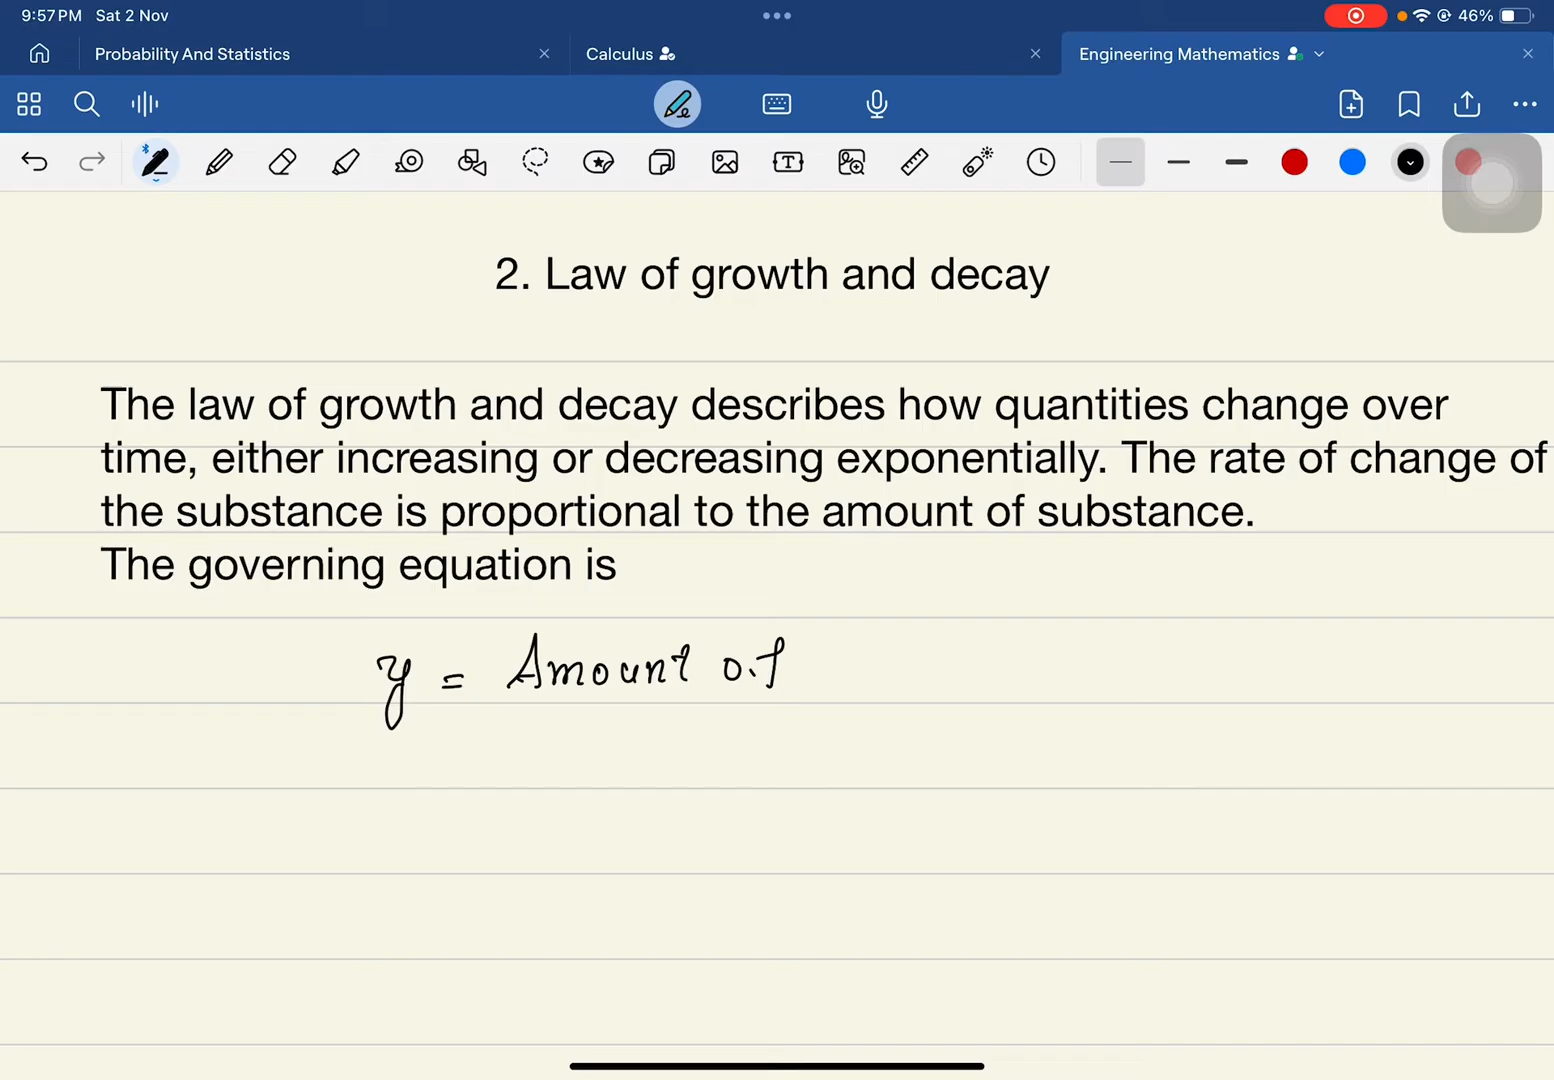 9:57 PM Sat 2 Nov 46%
Probability And Statistics Calculus Engineering Mathematics
2. Law of growth and decay
The law of growth and decay describes how quantities change over
time, either increasing or decreasing exponentially. The rate of change of
the substance is proportional to the amount of substance.
The governing equation is
y = Amount of